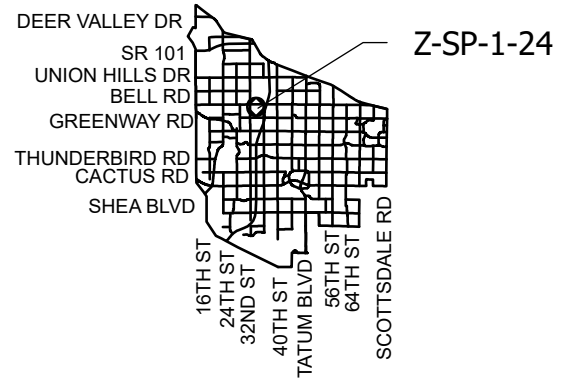 DEER VALLEY DR
SR 101
UNION HILLS DR
BELL RD
GREENWAY RD
THUNDERBIRD RD
CACTUS RD
SHEA BLVD
Z-SP-1-24
16TH ST
24TH ST
32ND ST
40TH ST
TATUM BLVD
56TH ST
64TH ST
SCOTTSDALE RD